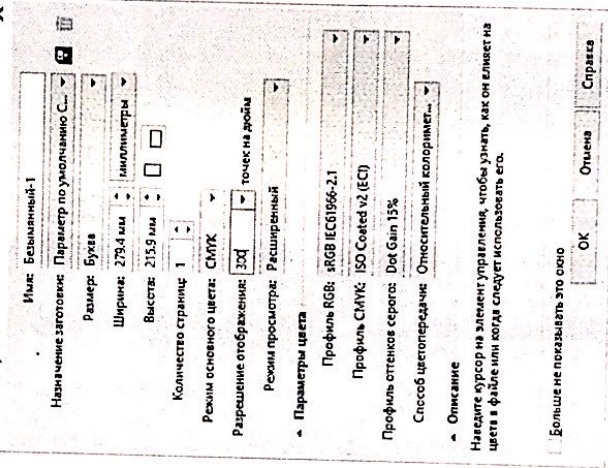 Имя: Безымянный-1
Назначение заготовки: Параметр по умолчанию C...
Размер: Буква
Ширина: 279.4 мм миллиметры
Высота: 215.9 мм
Количество страниц: 1
Режим основного цвета: CMYK
Разрешение отображения: 300 точек на дюйм
Режим просмотра: Расширенный
Параметры цвета
Профиль RGB: sRGB IEC61966-2.1
Профиль CMYK: ISO Coated v2 (ECI)
Профиль оттенков серого: Dot Gain 15%
Способ цветопередачи: Относительный колоримет...
Описание
Наведите курсор на элемент управления, чтобы узнать, как он влияет на
цвета в файле или когда следует использовать его.
Больше не показывать это окно
OK Отмена Справка